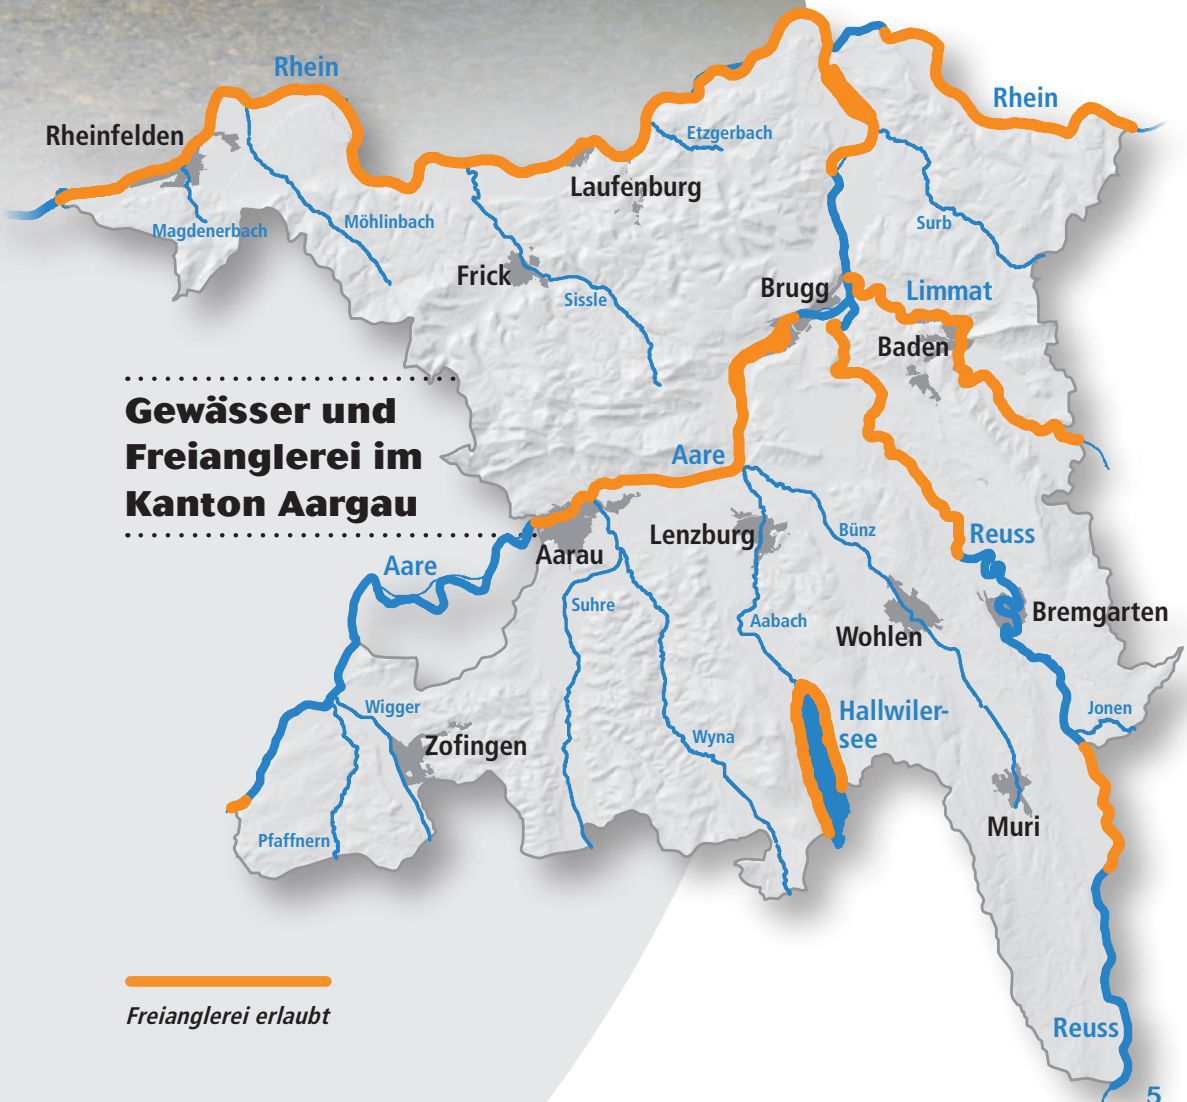 Rhein
Rheinfelden
Rhein
Etzgerbach
Laufenburg
Magdenerbach
Möhlinbach
Surb
Frick
Sissle
Brugg
Limmat
Baden
Gewässer und
Freianglerei im
Kanton Aargau
Aare
Lenzburg
Bünz
Reuss
Aarau
Aare
Suhre
Aabach
Wohlen
Bremgarten
Wigger
Zofingen
Wyna
Hallwiler-
see
Jonen
Pfaffnern
Muri
Freianglerei erlaubt
Reuss
5